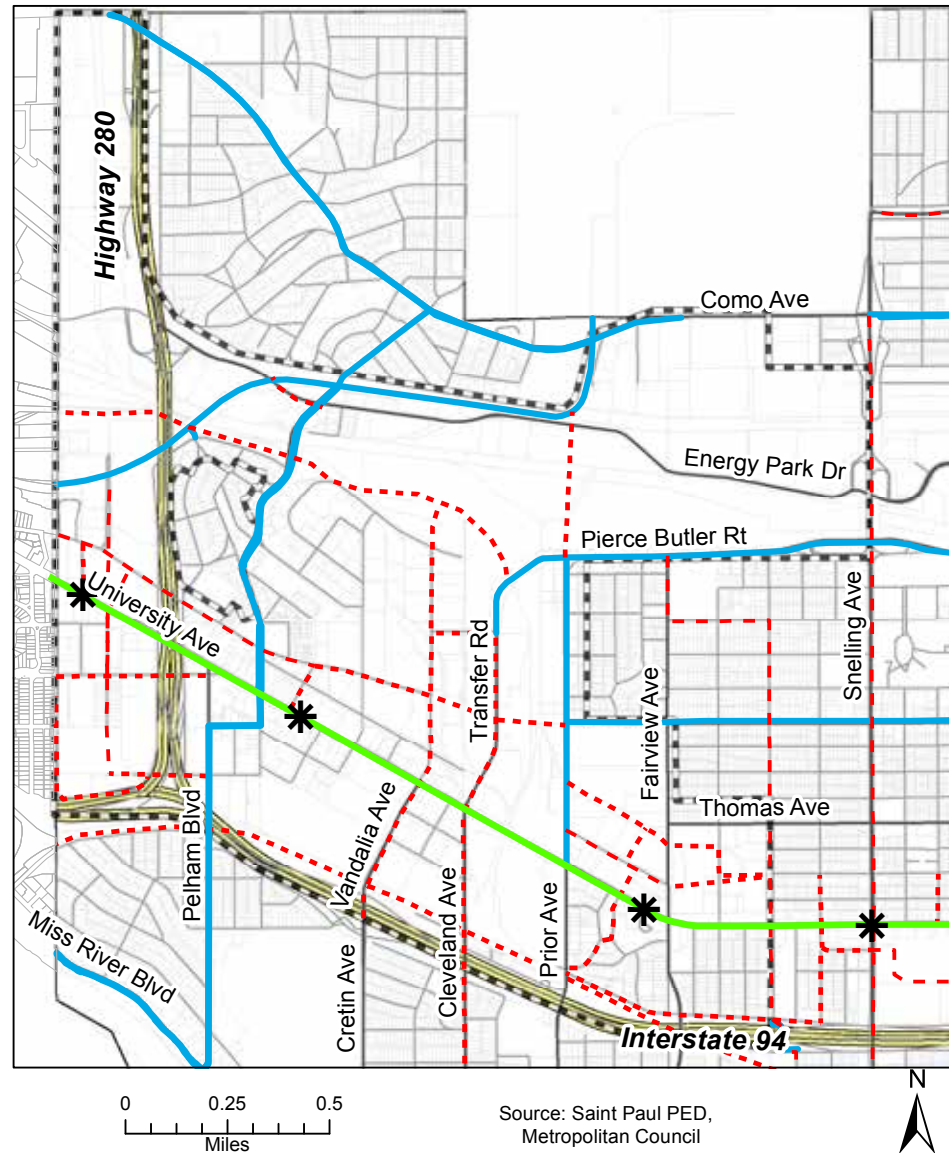 Highway 280
Como Ave
Energy Park Dr
Pierce Butler Rt
University Ave
Snelling Ave
Transfer Rd
Fairview Ave
Thomas Ave
Pelham Blvd
Vandalia Ave
Cleveland Ave
Prior Ave
Miss River Blvd
Cretin Ave
Interstate 94
0 0.25 0.5
Miles
Source: Saint Paul PED,
Metropolitan Council
N